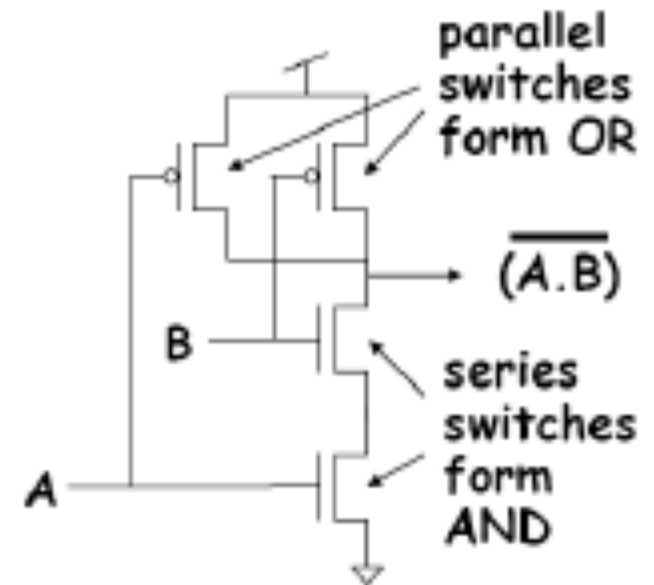 parallel
switches
form OR
(A.B)
B
series
switches
form
AND
A